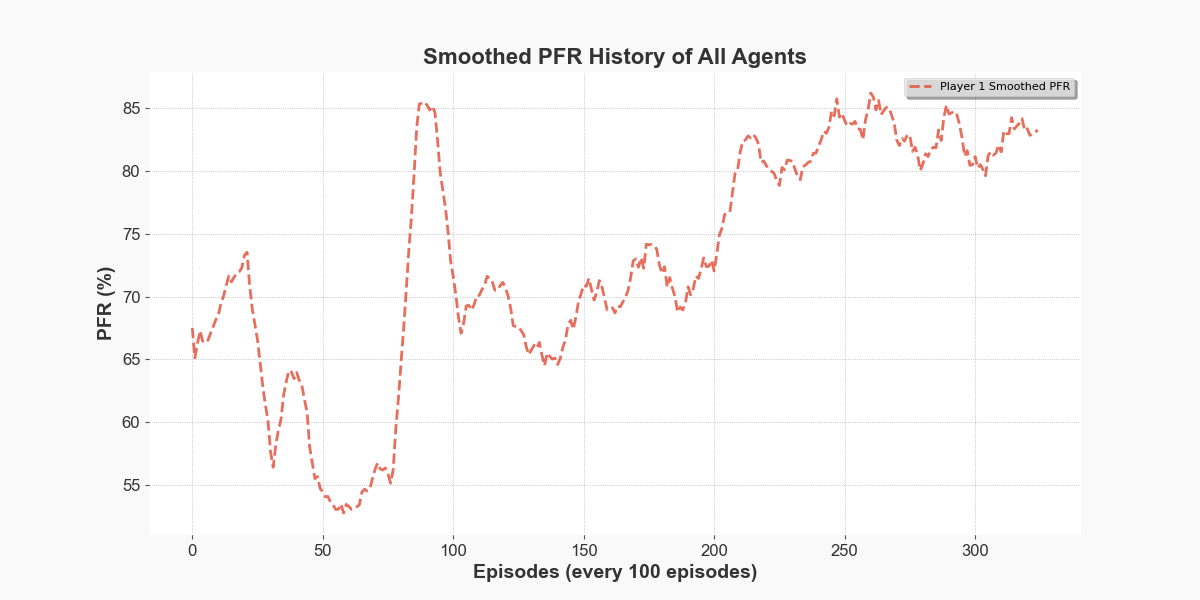 Smoothed PFR History of All Agents
Player 1 Smoothed PFR
PFR (%)
85
80
75
70
65
60
55
0 50 100 150 200 250 300
Episodes (every 100 episodes)